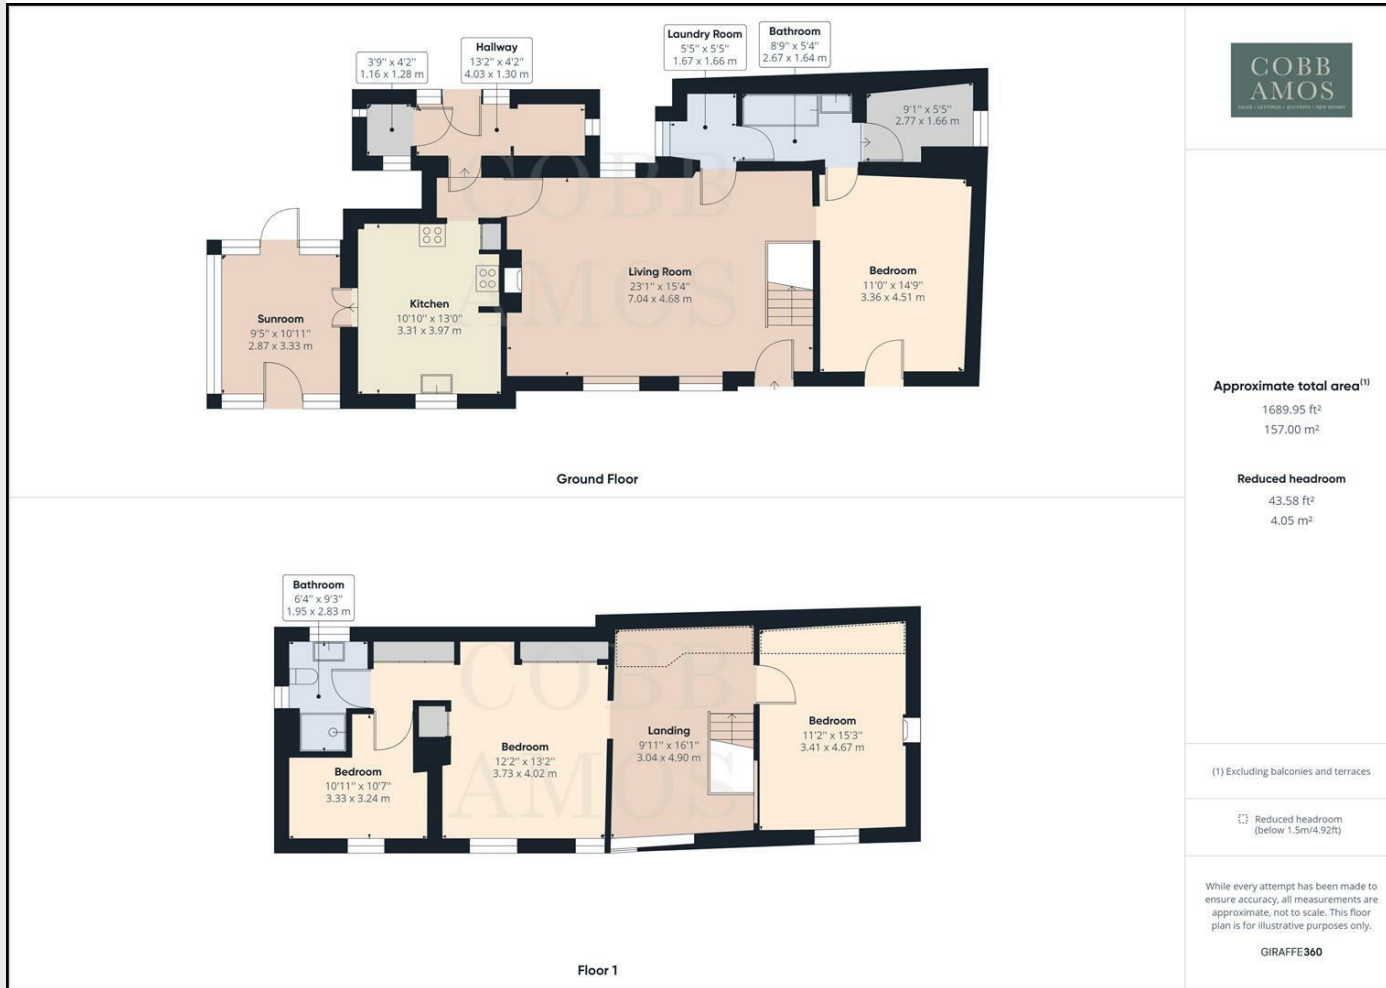 3'9" x 4'2"
1.16 x 1.28 m
Hallway
13'2" x 4'2"
4.03 x 1.30 m
Laundry Room
5'5" x 5'5"
1.67 x 1.66 m
Bathroom
8'9" x 5'4"
2.67 x 1.64 m
9'1" x 5'5"
2.77 x 1.66 m
Sunroom
9'5" x 10'11"
2.87 x 3.33 m
Kitchen
10'10" x 13'0"
3.31 x 3.97 m
Living Room
23'1" x 15'4"
7.04 x 4.68 m
Bedroom
11'0" x 14'9"
3.36 x 4.51 m
COBB
AMOS
Ground Floor
Bathroom
6'4" x 9'3"
1.95 x 2.83 m
Bedroom
10'11" x 10'7"
3.33 x 3.24 m
Bedroom
12'2" x 13'2"
3.73 x 4.02 m
Landing
9'11" x 16'1"
3.04 x 4.90 m
Bedroom
11'2" x 15'3"
3.41 x 4.67 m
COBB
AMOS
Floor 1
COBB
AMOS
SALES | LETTINGS | AUCTIONS | NEW HOMES
Approximate total area(1)
1689.95 ft²
157.00 m²
Reduced headroom
43.58 ft²
4.05 m²
(1) Excluding balconies and terraces
Reduced headroom
(below 1.5m/4.92ft)
While every attempt has been made to
ensure accuracy, all measurements are
approximate, not to scale. This floor
plan is for illustrative purposes only.
GIRAFFE360